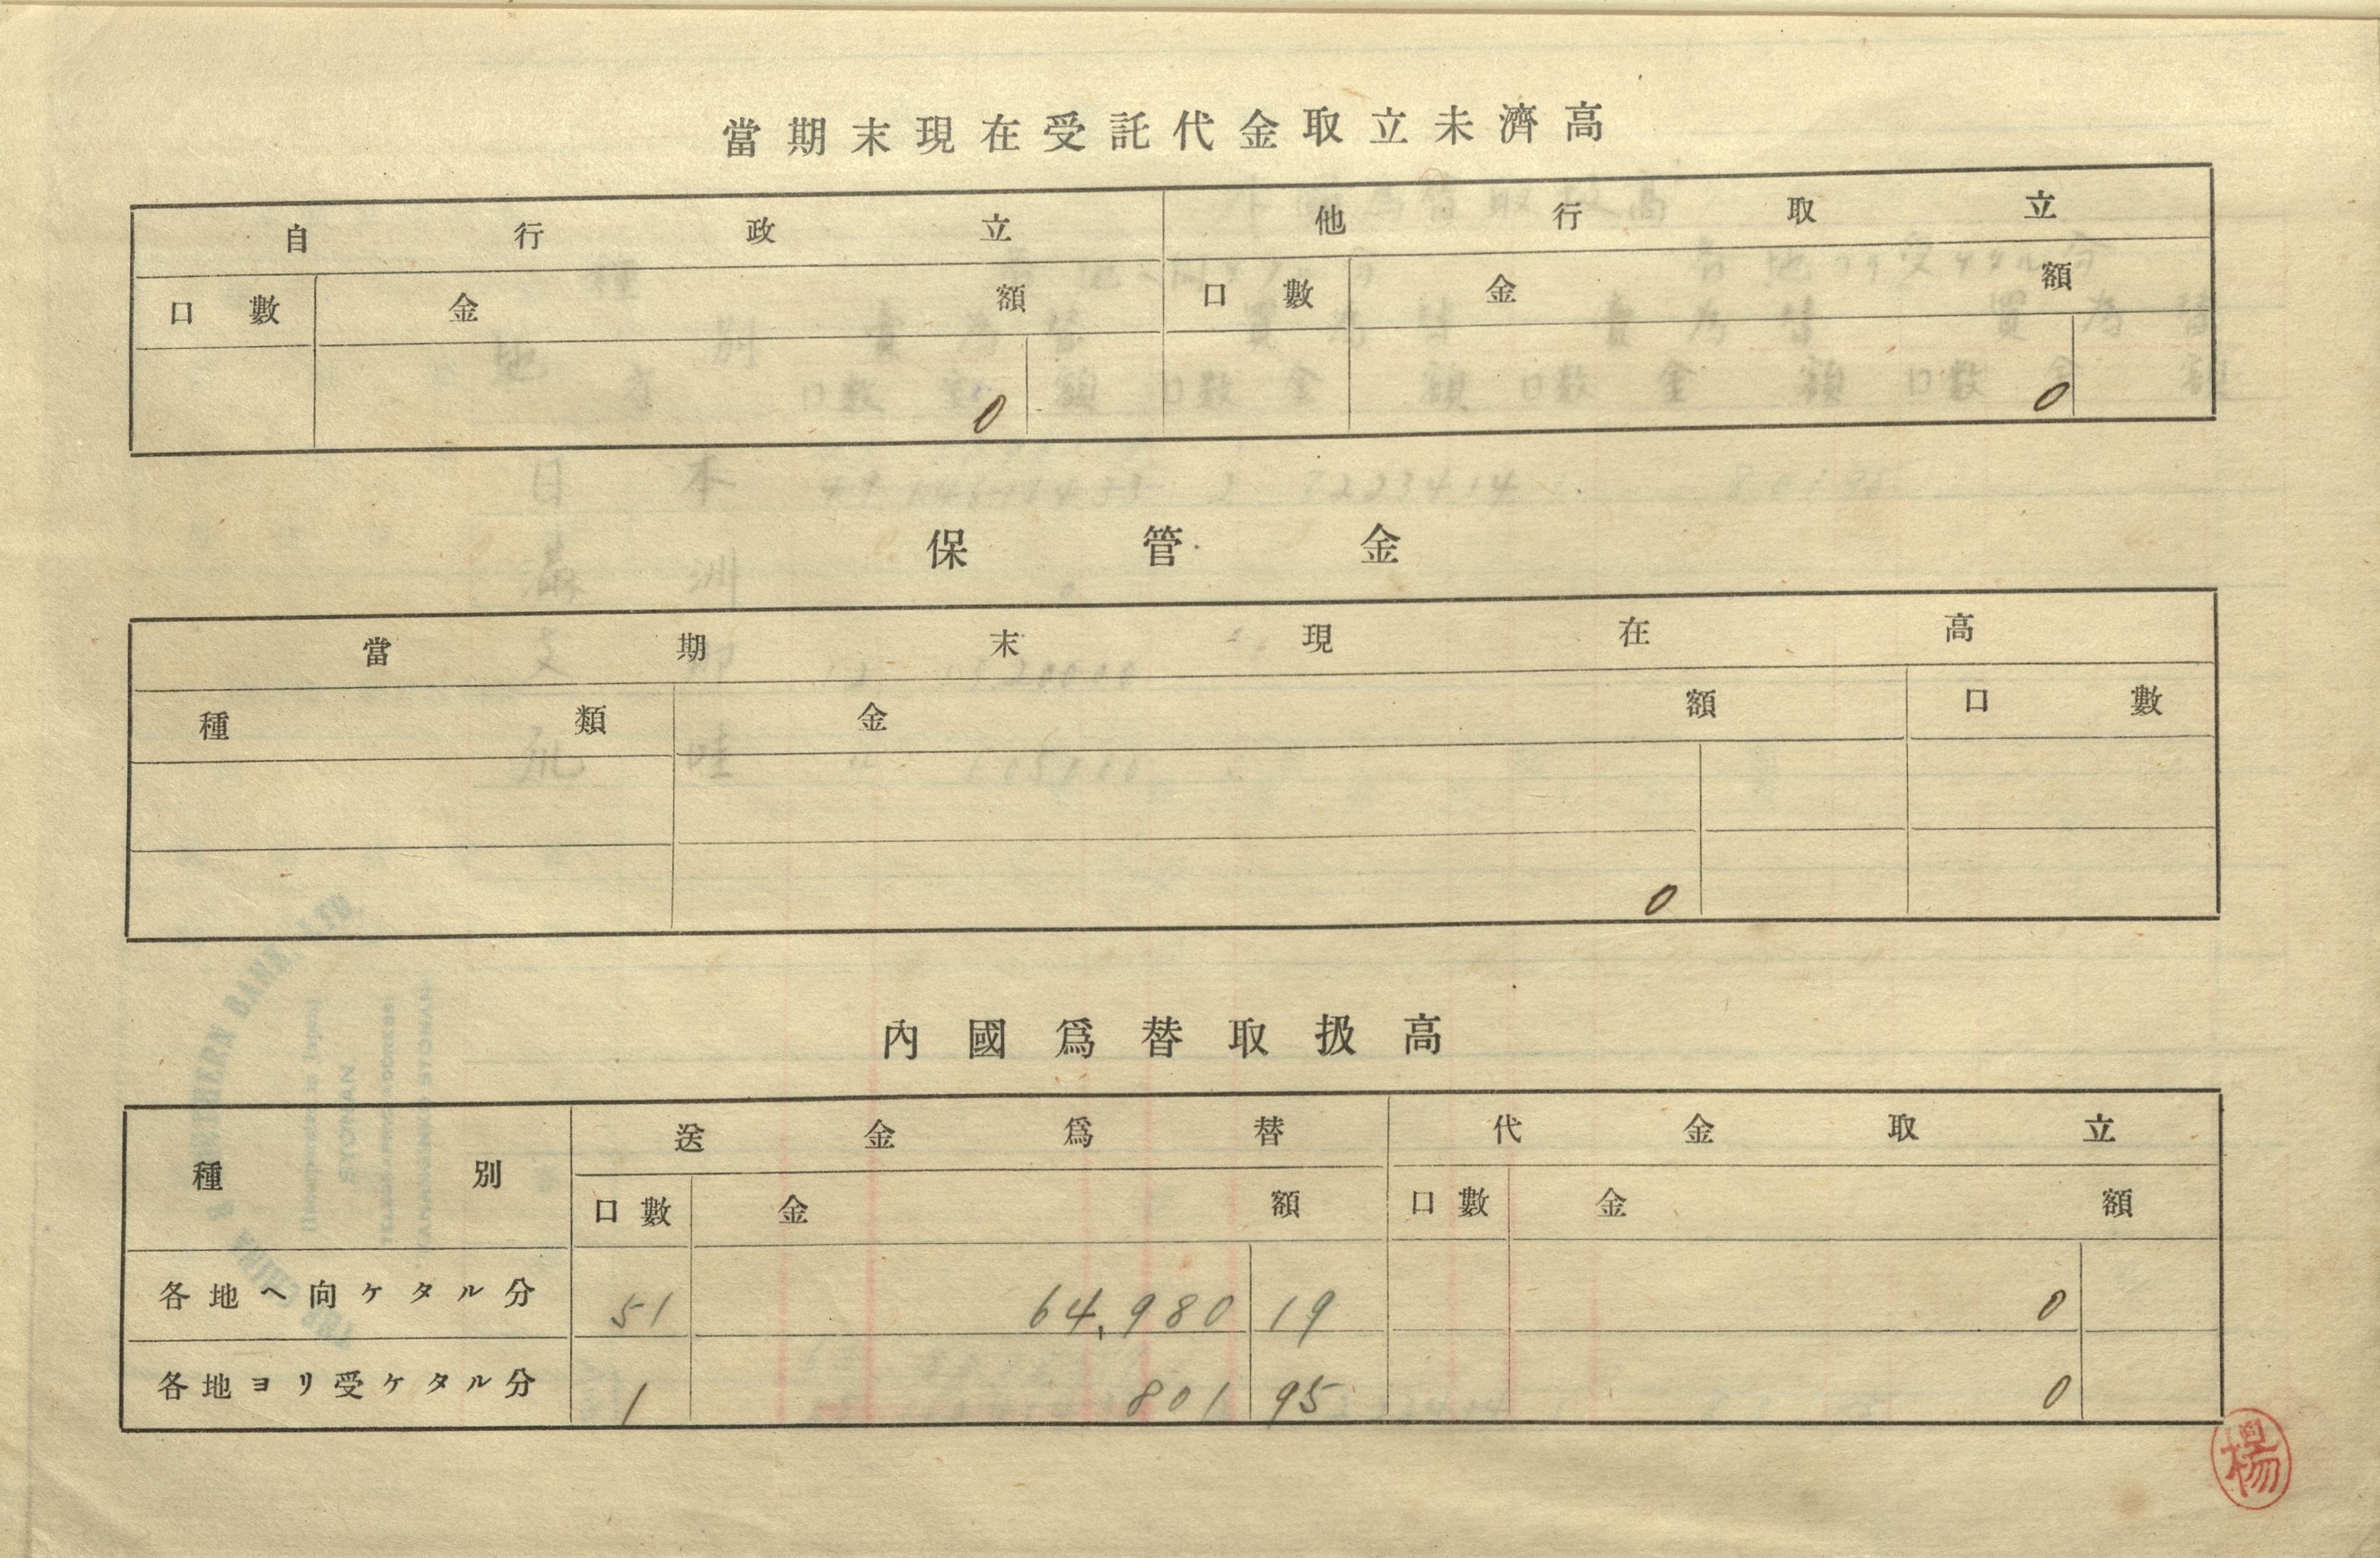 當期末現在受託代金取立未濟高
自行政立 他行取立
口數 金額 口數 金額
0 0
保管金
當期末現在高
種類 金額 口數
0
內國爲替取扱高
種別 送金爲替 代金取立
口數 金額 口數 金額
各地ヘ向ケタル分 51 64,980 19 0
各地ヨリ受ケタル分 1 801 95 0
楊